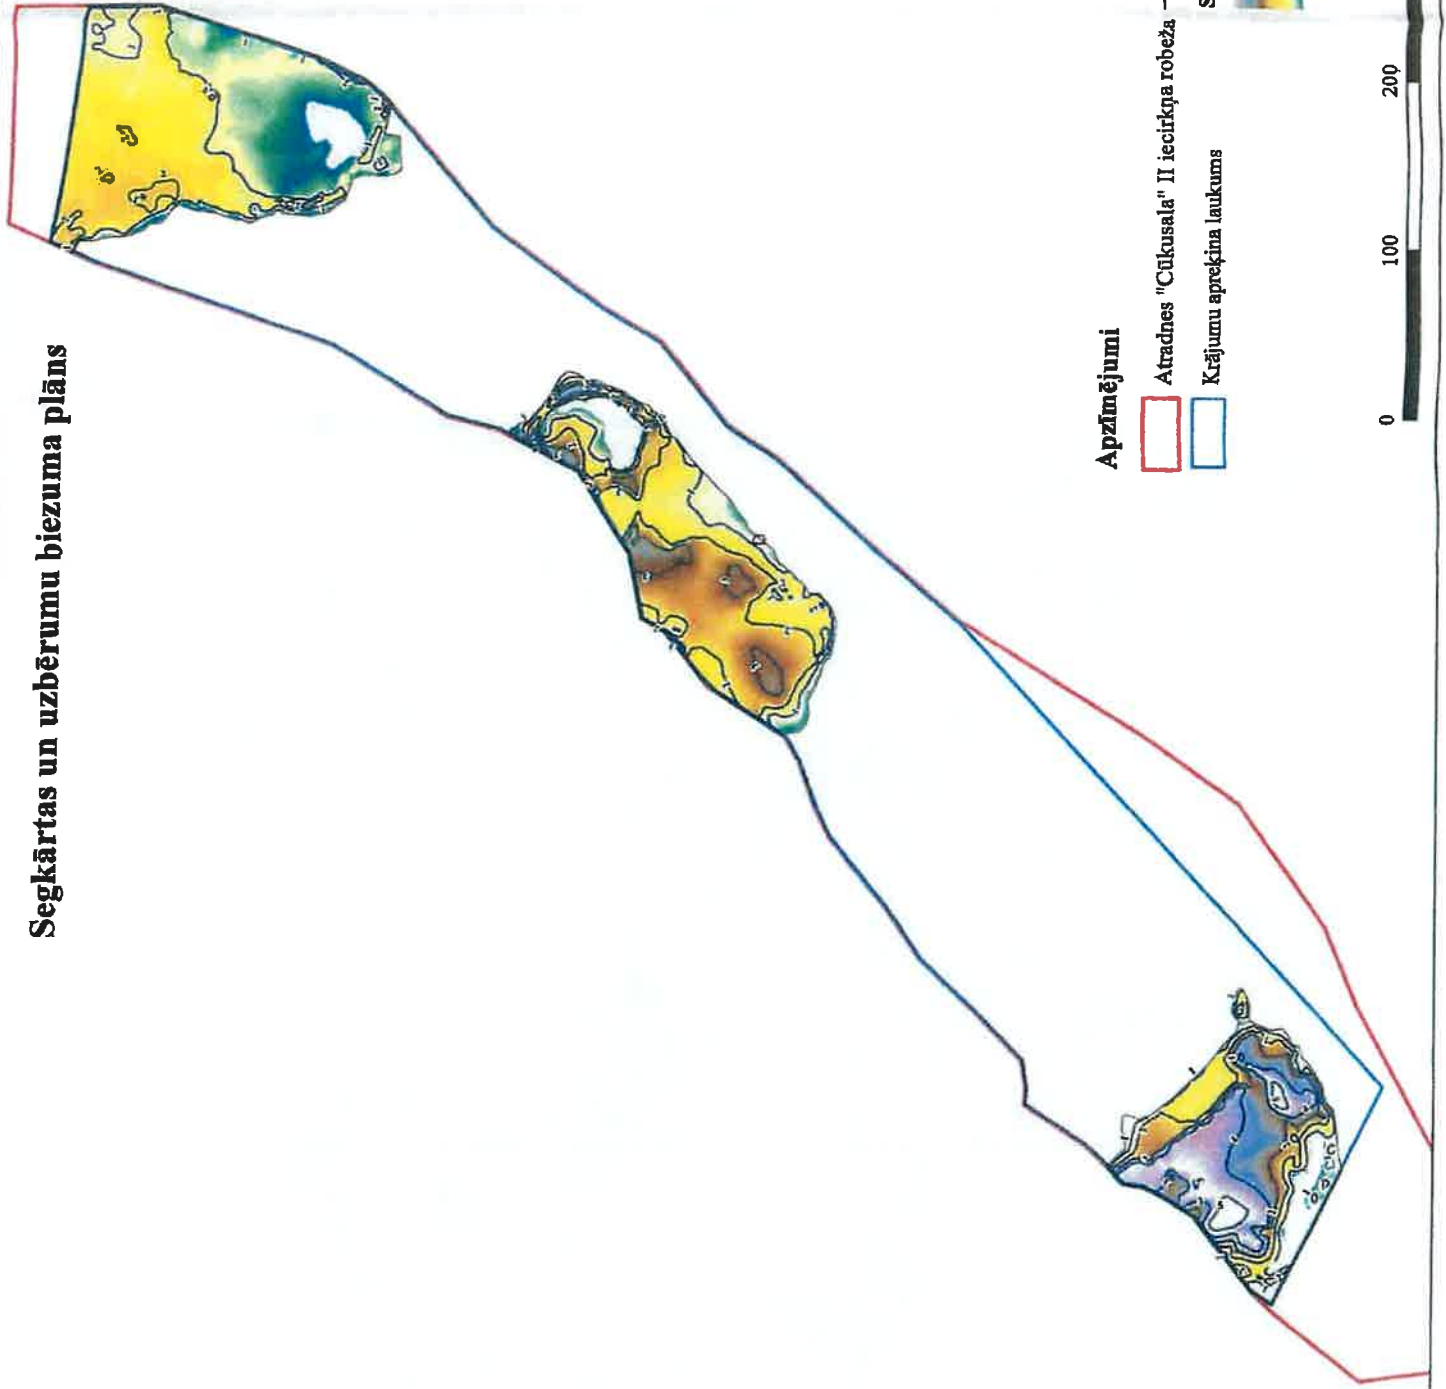 Segkārtas un uzbērumu biezuma plāns
Apzīmējumi
Atradnes "Cūkusala" II iecirkņa robeža
Krājumu aprēķina laukums
S
0 100 200